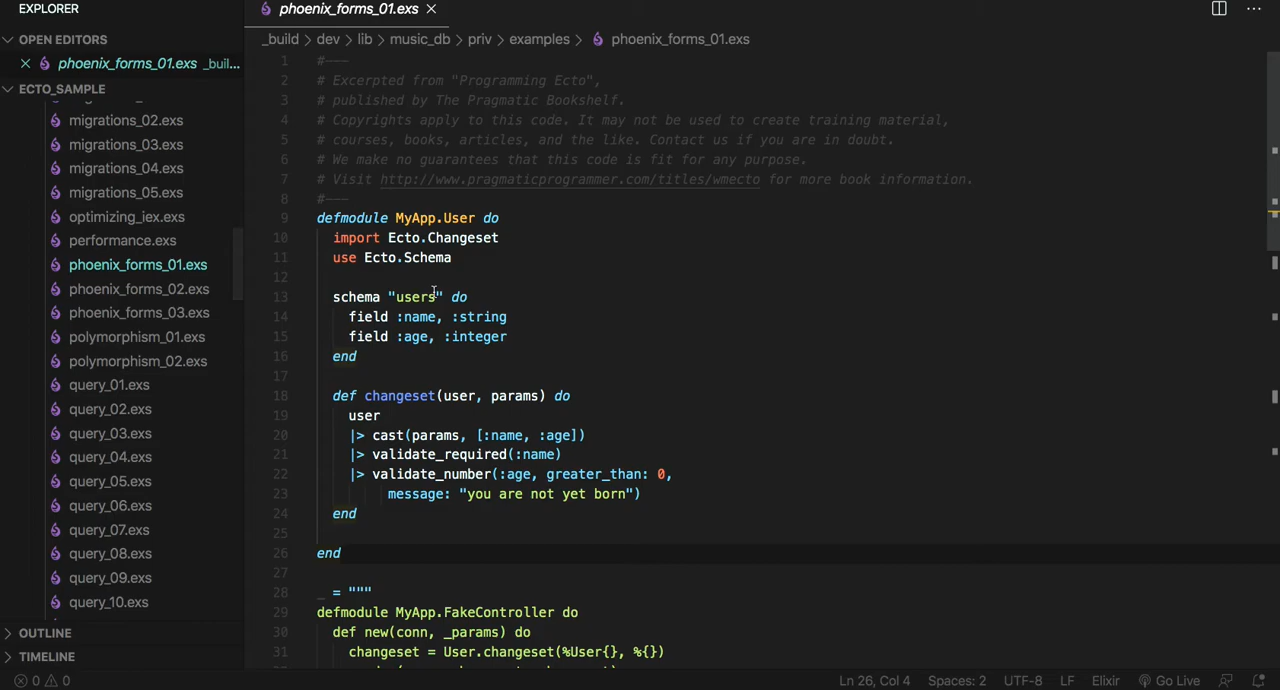 EXPLORER
OPEN EDITORS
phoenix_forms_01.exs _buil...
ECTO_SAMPLE
migrations_02.exs
migrations_03.exs
migrations_04.exs
migrations_05.exs
optimizing_iex.exs
performance.exs
phoenix_forms_01.exs
phoenix_forms_02.exs
phoenix_forms_03.exs
polymorphism_01.exs
polymorphism_02.exs
query_01.exs
query_02.exs
query_03.exs
query_04.exs
query_05.exs
query_06.exs
query_07.exs
query_08.exs
query_09.exs
query_10.exs
OUTLINE
TIMELINE
phoenix_forms_01.exs
_build > dev > lib > music_db > priv > examples > phoenix_forms_01.exs
1 #---
2 # Excerpted from "Programming Ecto",
3 # published by The Pragmatic Bookshelf.
4 # Copyrights apply to this code. It may not be used to create training material,
5 # courses, books, articles, and the like. Contact us if you are in doubt.
6 # We make no guarantees that this code is fit for any purpose.
7 # Visit http://www.pragmaticprogrammer.com/titles/wmecto for more book information.
8 #---
9 defmodule MyApp.User do
10 import Ecto.Changeset
11 use Ecto.Schema
12
13 schema "users" do
14 field :name, :string
15 field :age, :integer
16 end
17
18 def changeset(user, params) do
19 user
20 |> cast(params, [:name, :age])
21 |> validate_required(:name)
22 |> validate_number(:age, greater_than: 0,
23 message: "you are not yet born")
24 end
25
26 end
27
28 _ = """
29 defmodule MyApp.FakeController do
30 def new(conn, _params) do
31 changeset = User.changeset(%User{}, %{})
0 0
Ln 26, Col 4 Spaces: 2 UTF-8 LF Elixir Go Live